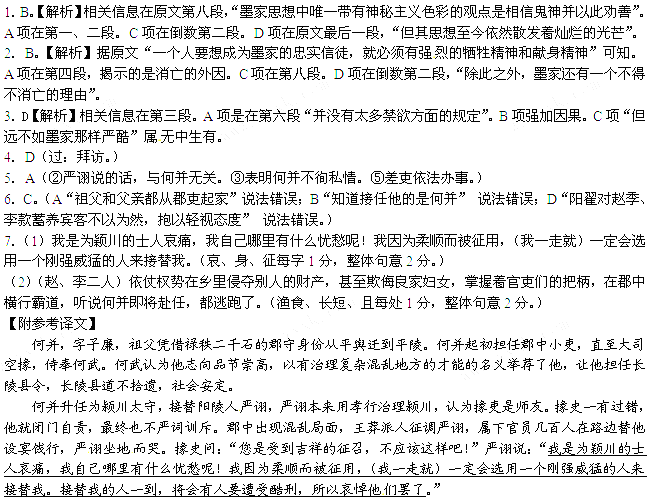 1. B。【解析】相关信息在原文第八段，“墨家思想中唯一带有神秘主义色彩的观点是相信鬼神并以此劝善”。
A项在第一、二段。C项在倒数第二段。D项在原文最后一段，“但其思想至今依然散发着灿烂的光芒”。
2. B。【解析】据原文“一个人要想成为墨家的忠实信徒，就必须有强烈的牺牲精神和献身精神”可知。
A项在第四段，揭示的是消亡的外因。C项在第八段。D项在倒数第二段，“除此之外，墨家还有一个不得
不消亡的理由”。
3. D【解析】相关信息在第三段。A项是在第六段“并没有太多禁欲方面的规定”。B项强加因果。C项“但
远不如墨家那样严酷”属无中生有。
4. D（过：拜访。）
5. A（②严诩说的话，与何并无关。③表明何并不徇私情。⑤差吏依法办事。）
6. C。（A“祖父和父亲都从郡吏起家”说法错误；B“知道接任他的是何并” 说法错误；D“阳翟对赵季、
李款蓄养宾客不以为然，抱以轻视态度” 说法错误。）
7.（1）我是为颍川的士人哀痛，我自己哪里有什么忧愁呢！我因为柔顺而被征用，（我一走就）一定会选
用一个刚强威猛的人来接替我。（哀、身、征每字1分，整体句意2分。）
（2）（赵、李二人）依仗权势在乡里侵夺别人的财产，甚至欺侮良家妇女，掌握着官吏们的把柄，在郡中
横行霸道，听说何并即将赴任，都逃跑了。（渔食、长短、且每处1分，整体句意2分。）
【附参考译文】
何并，字子廉，祖父凭借禄秩二千石的郡守身份从平舆迁到平陵。何并起初担任郡中小吏，直至大司
空掾，侍奉何武。何武认为他志向品节崇高，以有治理复杂混乱地方的才能的名义举荐了他，让他担任长
陵县令，长陵县道不拾遗，社会安定。
何并升任为颍川太守，接替阳陵人严诩，严诩本来用孝行治理颍川，认为掾吏是师友。掾吏一有过错，
他就闭门自责，最终也不严词训斥。郡中出现混乱局面，王莽派人征调严诩，属下官员几百人在路边替他
设宴饯行，严诩坐地而哭。掾吏问：“您是受到吉祥的征召，不应该这样吧！”严诩说：“我是为颍川的士
人哀痛，我自己哪里有什么忧愁呢！我因为柔顺而被征用，（我一走就）一定会选用一个刚强威猛的人来
接替我。接替我的人一到，将会有人要遭受酷刑，所以哀悼他们罢了。”